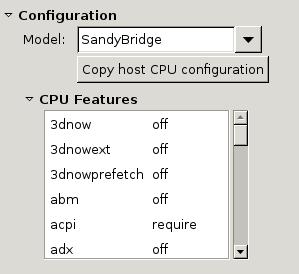 Configuration
Model: SandyBridge
Copy host CPU configuration
CPU Features
3dnow off
3dnowext off
3dnowprefetch off
abm off
acpi require
adx off